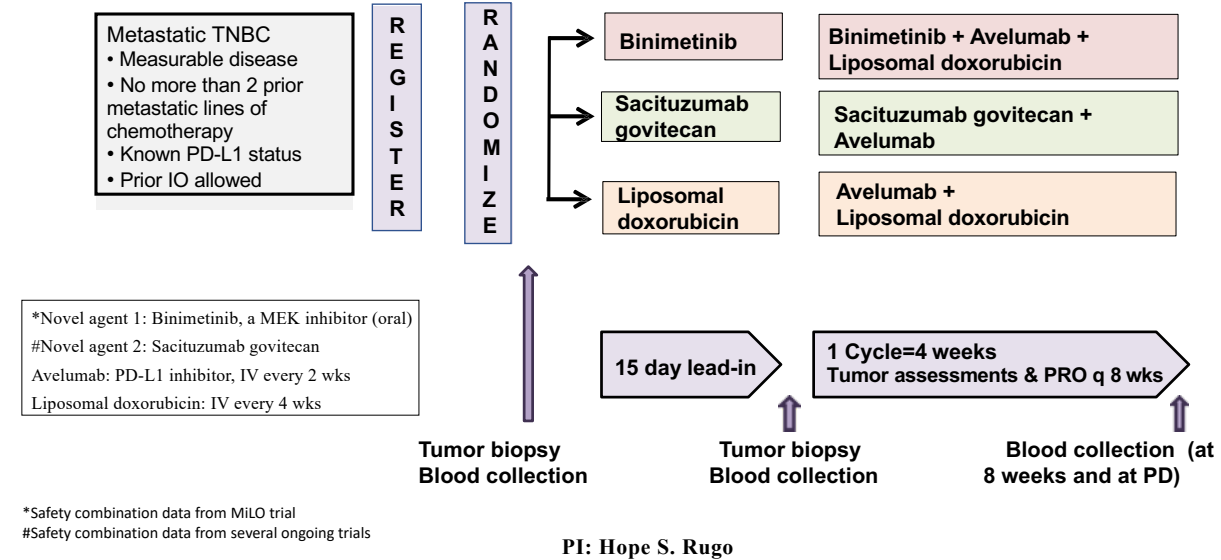 Metastatic TNBC
• Measurable disease
• No more than 2 prior
metastatic lines of
chemotherapy
• Known PD-L1 status
• Prior IO allowed
REGISTER
RANDOMIZE
Binimetinib
Binimetinib + Avelumab +
Liposomal doxorubicin
Sacituzumab
govitecan
Sacituzumab govitecan +
Avelumab
Liposomal
doxorubicin
Avelumab +
Liposomal doxorubicin
*Novel agent 1: Binimetinib, a MEK inhibitor (oral)
#Novel agent 2: Sacituzumab govitecan
Avelumab: PD-L1 inhibitor, IV every 2 wks
Liposomal doxorubicin: IV every 4 wks
15 day lead-in
1 Cycle=4 weeks
Tumor assessments & PRO q 8 wks
Tumor biopsy
Blood collection
Tumor biopsy
Blood collection
Blood collection (at
8 weeks and at PD)
*Safety combination data from MiLO trial
#Safety combination data from several ongoing trials
PI: Hope S. Rugo